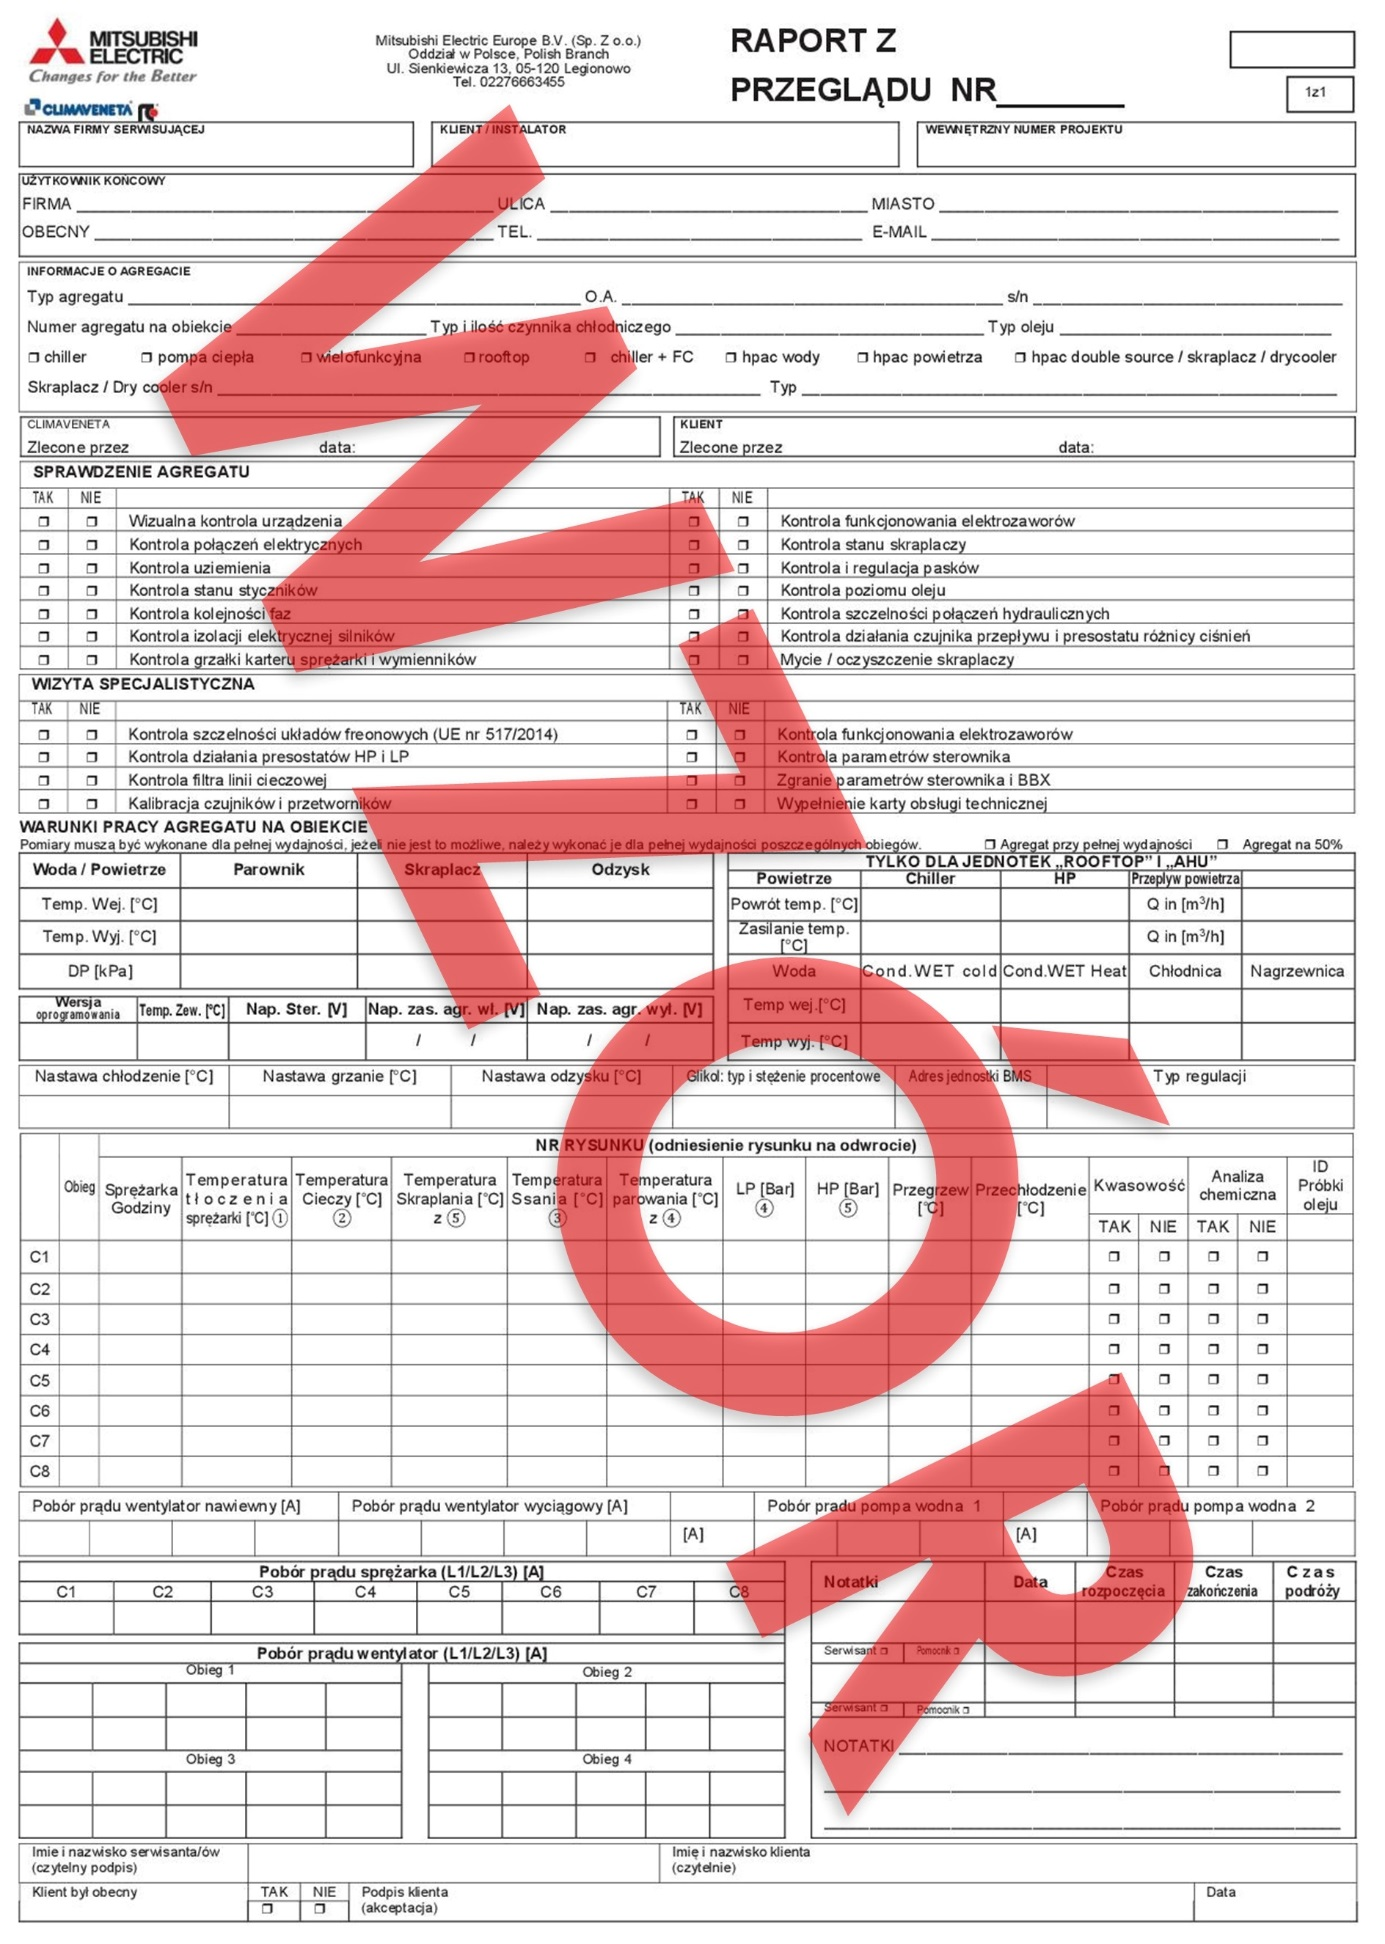 MITSUBISHI
ELECTRIC
Changes for the Better
CLIMAVENETA
Mitsubishi Electric Europe B.V. (Sp. Z o.o.)
Oddział w Polsce, Polish Branch
Ul. Sienkiewicza 13, 05-120 Legionowo
Tel. 02276663455
RAPORT Z
PRZEGLĄDU NR_______
1z1
NAZWA FIRMY SERWISUJĄCEJ KLIENT / INSTALATOR WEWNĘTRZNY NUMER PROJEKTU
UŻYTKOWNIK KOŃCOWY
FIRMA ULICA MIASTO
OBECNY TEL. E-MAIL
INFORMACJE O AGREGACIE
Typ agregatu O.A. s/n
Numer agregatu na obiekcie Typ i ilość czynnika chłodniczego Typ oleju
❒ chiller ❒ pompa ciepła ❒ wielofunkcyjna ❒ rooftop ❒ chiller + FC ❒ hpac wody ❒ hpac powietrza ❒ hpac double source / skraplacz / drycooler
Skraplacz / Dry cooler s/n Typ
CLIMAVENETA KLIENT
Zlecone przez data: Zlecone przez data:
SPRAWDZENIE AGREGATU
TAK NIE TAK NIE
❒ ❒ Wizualna kontrola urządzenia ❒ ❒ Kontrola funkcjonowania elektrozaworów
❒ ❒ Kontrola połączeń elektrycznych ❒ ❒ Kontrola stanu skraplaczy
❒ ❒ Kontrola uziemienia ❒ ❒ Kontrola i regulacja pasków
❒ ❒ Kontrola stanu styczników ❒ ❒ Kontrola poziomu oleju
❒ ❒ Kontrola kolejności faz ❒ ❒ Kontrola szczelności połączeń hydraulicznych
❒ ❒ Kontrola izolacji elektrycznej silników ❒ ❒ Kontrola działania czujnika przepływu i presostatu różnicy ciśnień
❒ ❒ Kontrola grzałki karteru sprężarki i wymienników ❒ ❒ Mycie / oczyszczenie skraplaczy
WIZYTA SPECJALISTYCZNA
TAK NIE TAK NIE
❒ ❒ Kontrola szczelności układów freonowych (UE nr 517/2014) ❒ ❒ Kontrola funkcjonowania elektrozaworów
❒ ❒ Kontrola działania presostatów HP i LP ❒ ❒ Kontrola parametrów sterownika
❒ ❒ Kontrola filtra linii cieczowej ❒ ❒ Zgranie parametrów sterownika i BBX
❒ ❒ Kalibracja czujników i przetworników ❒ ❒ Wypełnienie karty obsługi technicznej
WARUNKI PRACY AGREGATU NA OBIEKCIE
Pomiary muszą być wykonane dla pełnej wydajności, jeżeli nie jest to możliwe, należy wykonać je dla pełnej wydajności poszczególnych obiegów. ❒ Agregat przy pełnej wydajności ❒ Agregat na 50%
Woda / Powietrze Parownik Skraplacz Odzysk
Temp. Wej. [°C]
Temp. Wyj. [°C]
DP [kPa]
TYLKO DLA JEDNOTEK „ROOFTOP” I „AHU”
Powietrze Chiller HP Przepływ powietrza
Powrót temp. [°C] Q in [m³/h]
Zasilanie temp. [°C] Q in [m³/h]
Woda Cond.WET cold Cond.WET Heat Chłodnica Nagrzewnica
Temp wej.[°C]
Temp wyj. [°C]
Wersja oprogramowania Temp. Zew. [°C] Nap. Ster. [V] Nap. zas. agr. wł. [V] Nap. zas. agr. wył. [V]
/ / / /
Nastawa chłodzenie [°C] Nastawa grzanie [°C] Nastawa odzysku [°C] Glikol: typ i stężenie procentowe Adres jednostki BMS Typ regulacji
NR RYSUNKU (odniesienie rysunku na odwrocie)
Obieg Sprężarka Godziny Temperatura tłoczenia sprężarki [°C] ① Temperatura Cieczy [°C] ② Temperatura Skraplania [°C] z ⑤ Temperatura Ssania [°C] ③ Temperatura parowania [°C] z ④ LP [Bar] ④ HP [Bar] ⑤ Przegrzew [°C] Przechłodzenie [°C] Kwasowość Analiza chemiczna ID Próbki oleju
TAK NIE TAK NIE
C1 ❒ ❒ ❒ ❒
C2 ❒ ❒ ❒ ❒
C3 ❒ ❒ ❒ ❒
C4 ❒ ❒ ❒ ❒
C5 ❒ ❒ ❒ ❒
C6 ❒ ❒ ❒ ❒
C7 ❒ ❒ ❒ ❒
C8 ❒ ❒ ❒ ❒
Pobór prądu wentylator nawiewny [A] Pobór prądu wentylator wyciągowy [A] Pobór pradu pompa wodna 1 Pobór prądu pompa wodna 2
[A] [A]
Pobór prądu sprężarka (L1/L2/L3) [A]
C1 C2 C3 C4 C5 C6 C7 C8
Pobór prądu wentylator (L1/L2/L3) [A]
Obieg 1 Obieg 2
Obieg 3 Obieg 4
Notatki Data Czas rozpoczęcia Czas zakończenia Czas podróży
Serwisant ❒ Pomocnik ❒
Serwisant ❒ Pomocnik ❒
NOTATKI
Imie i nazwisko serwisanta/ów
(czytelny podpis)
Imię i nazwisko klienta
(czytelnie)
Klient był obecny TAK NIE Podpis klienta Data
❒ ❒ (akceptacja)
WZÓR